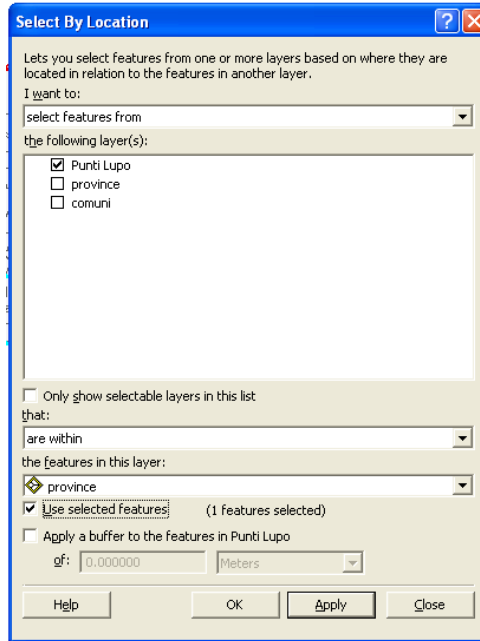 Select By Location
Lets you select features from one or more layers based on where they are
located in relation to the features in another layer.
I want to:
select features from
the following layer(s):
Punti Lupo
province
comuni
Only show selectable layers in this list
that:
are within
the features in this layer:
province
Use selected features (1 features selected)
Apply a buffer to the features in Punti Lupo
of: 0.000000 Meters
Help OK Apply Close